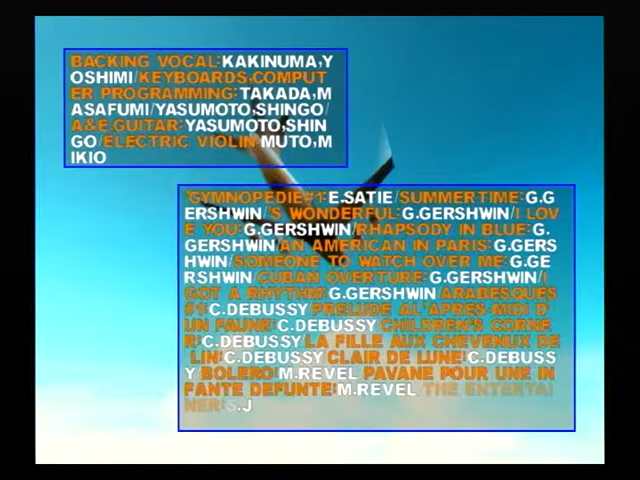 BACKING VOCAL:KAKINUMA,Y
OSHIMI/KEYBOARDS,COMPUT
ER PROGRAMMING:TAKADA,M
ASAFUMI/YASUMOTO,SHINGO/
A&E.GUITAR:YASUMOTO,SHIN
GO/ELECTRIC VIOLIN:MUTO,M
IKIO
'GYMNOPEDIE#1:E.SATIE/SUMMERTIME:G.G
ERSHWIN/'S WONDERFUL:G.GERSHWIN/I LOV
E YOU:G.GERSHWIN/RHAPSODY IN BLUE:G.
GERSHWIN/AN AMERICAN IN PARIS:G.GERS
HWIN/SOMEONE TO WATCH OVER ME:G.GE
RSHWIN/CUBAN OVERTURE:G.GERSHWIN/I
GOT A RHYTHM:G.GERSHWIN/ARABESQUES
#1:C.DEBUSSY/PRELUDE AL'APRES-MIDI D'
UN FAUNE:C.DEBUSSY/CHILDREN'S CORNE
R:C.DEBUSSY/LA FILLE AUX CHEVENUX DE
LIN:C.DEBUSSY/CLAIR DE LUNE:C.DEBUSS
Y/BOLERO:M.REVEL/PAVANE POUR UNE IN
FANTE DEFUNTE:M.REVEL/THE ENTERTAI
NER:S.J